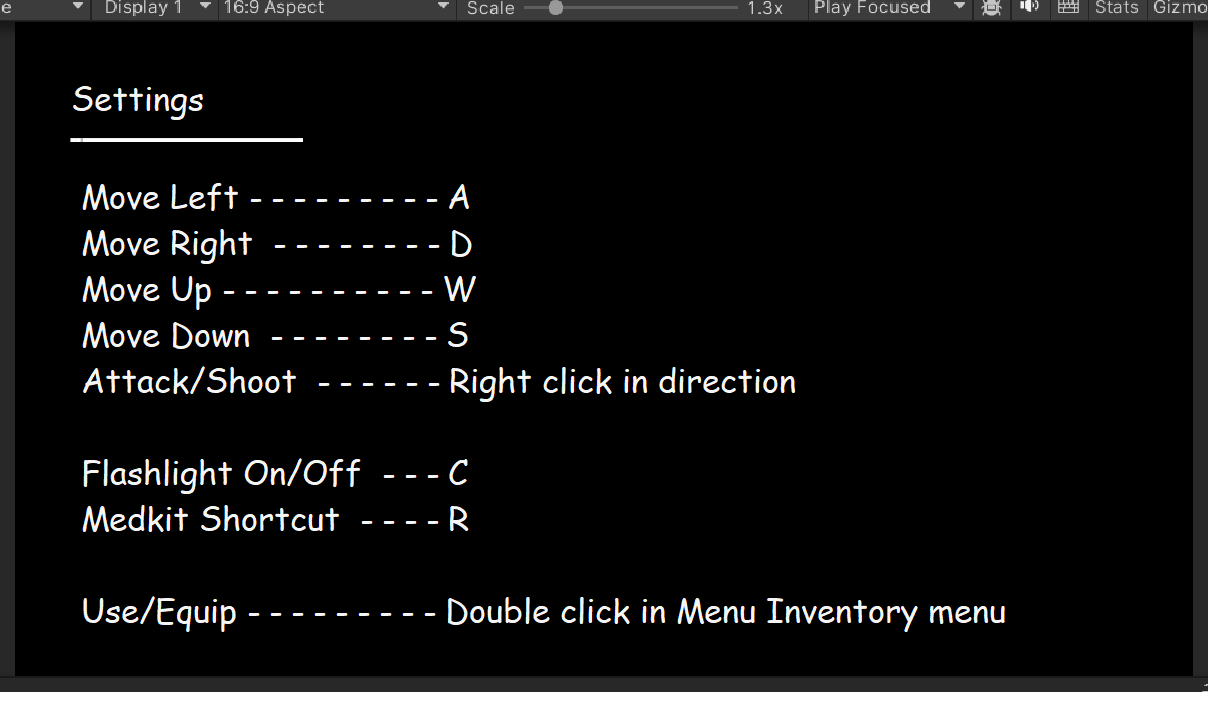 e Display 1 16:9 Aspect Scale 1.3x Play Focused Stats Gizmo
Settings
Move Left - - - - - - - - - A
Move Right - - - - - - - - D
Move Up - - - - - - - - - - W
Move Down - - - - - - - - S
Attack/Shoot - - - - - - Right click in direction
Flashlight On/Off - - - C
Medkit Shortcut - - - - R
Use/Equip - - - - - - - - - Double click in Menu Inventory menu